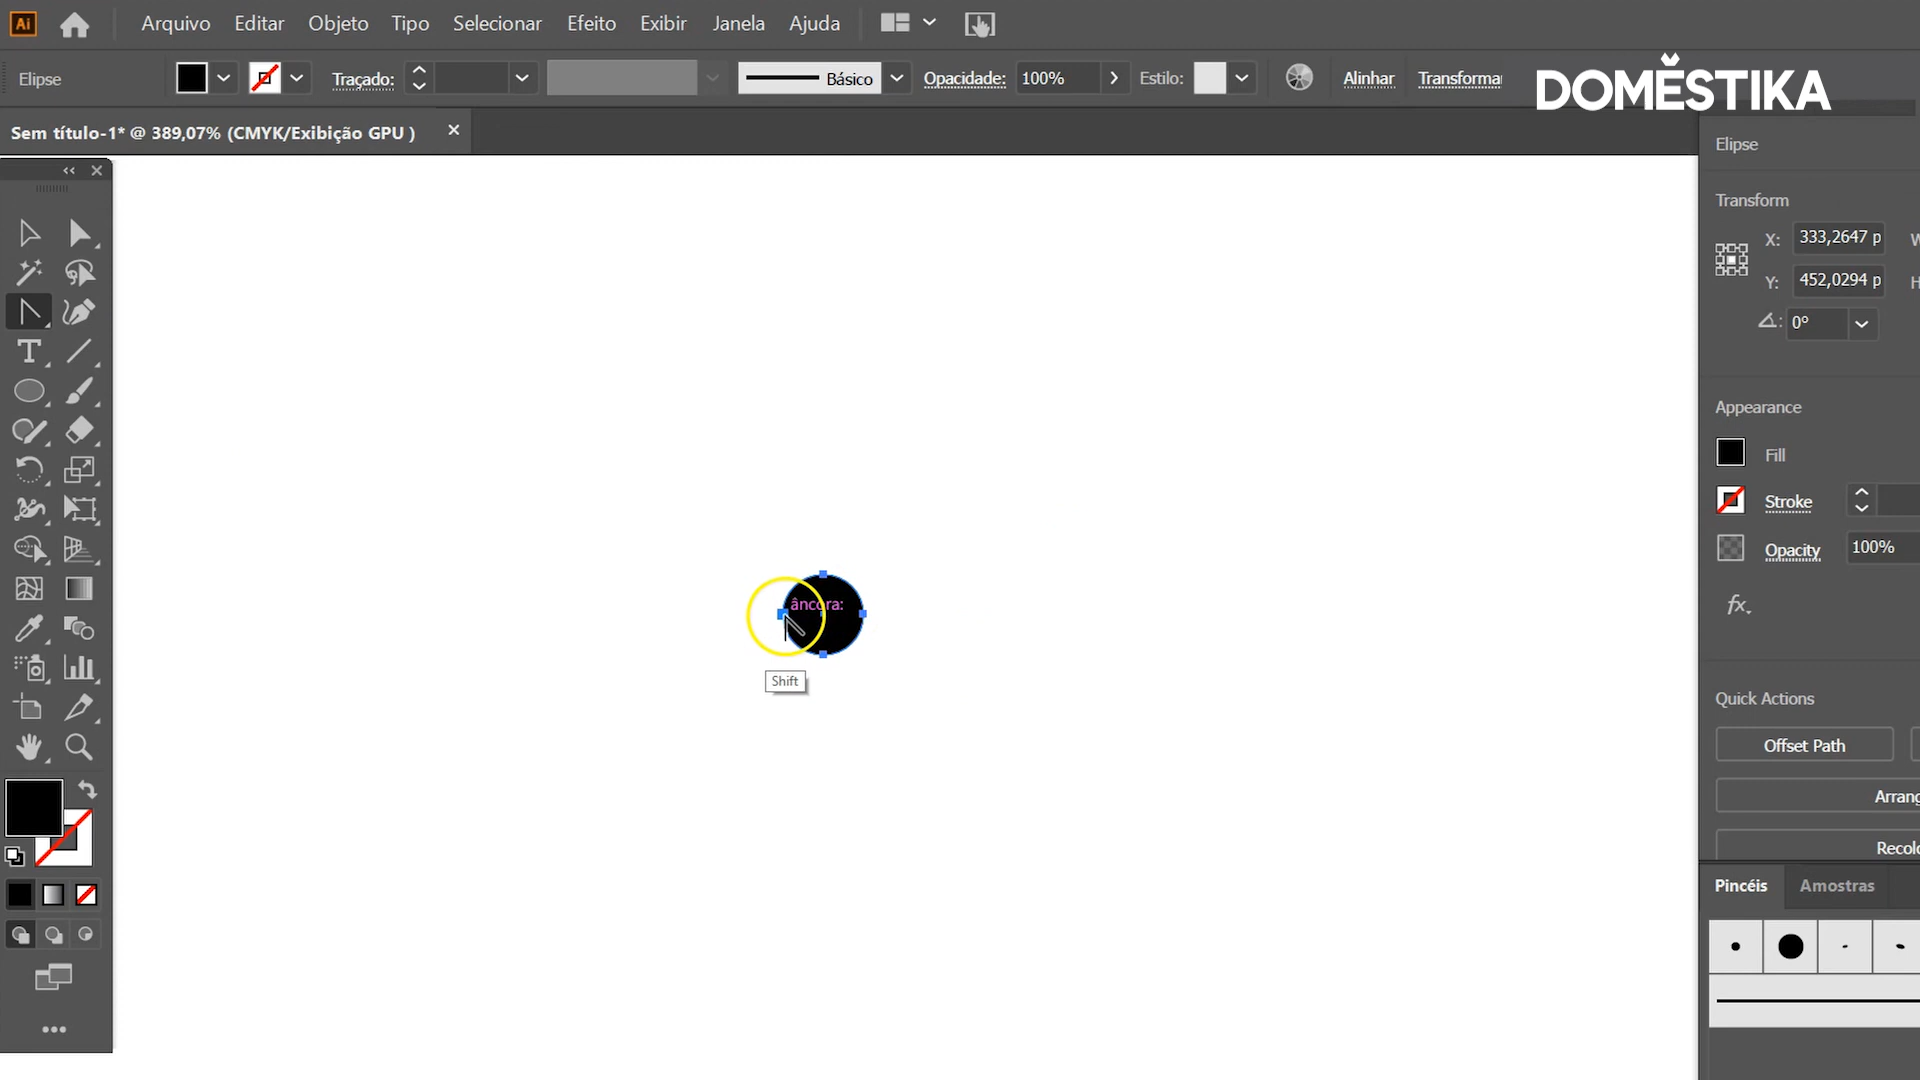 Ai
Arquivo Editar Objeto Tipo Selecionar Efeito Exibir Janela Ajuda
DOMESTIKA
Elipse
Traçado:
Básico
Opacidade: 100%
Estilo:
Alinhar
Transforma
Sem título-1* @ 389,07% (CMYK/Exibição GPU )
Elipse
Transform
X: 333,2647 p
Y: 452,0294 p
H
0°
Appearance
Fill
Stroke
Opacity 100%
fx
âncora:
Shift
Quick Actions
Offset Path
Arrang
Recolo
Pincéis Amostras